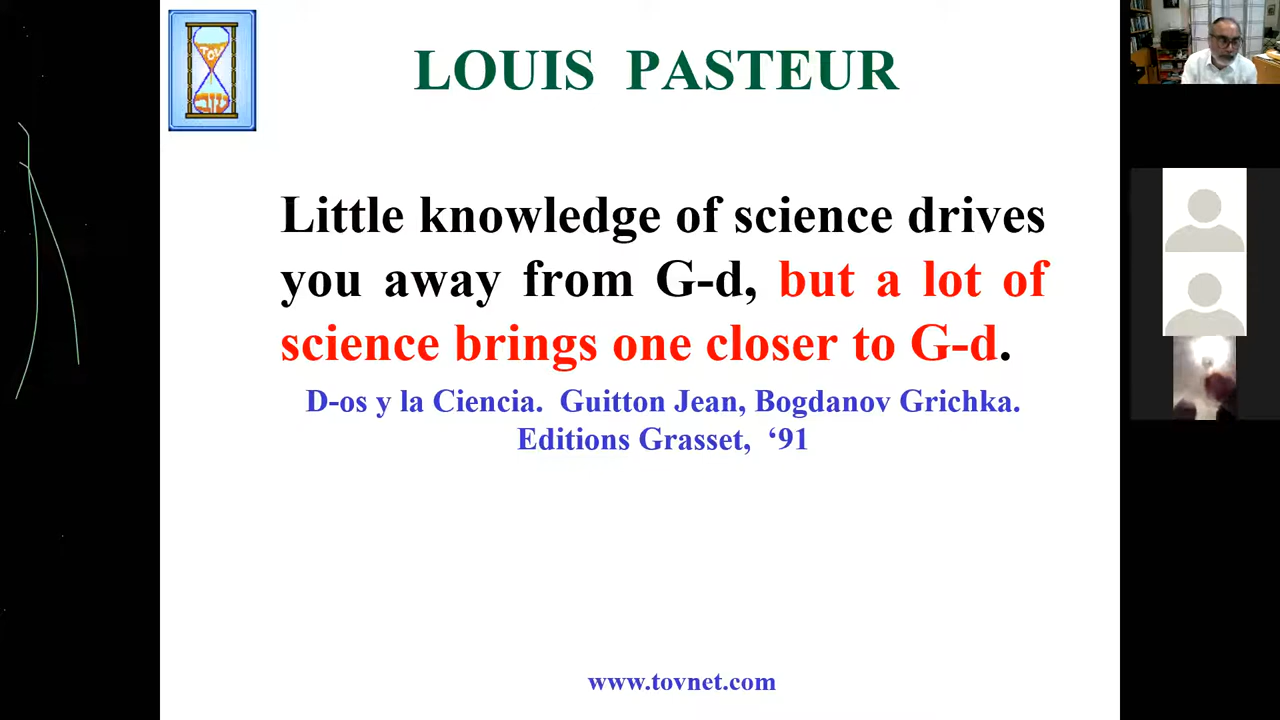 LOUIS PASTEUR
Little knowledge of science drives
you away from G-d, but a lot of
science brings one closer to G-d.
D-os y la Ciencia. Guitton Jean, Bogdanov Grichka.
Editions Grasset, ‘91
www.tovnet.com